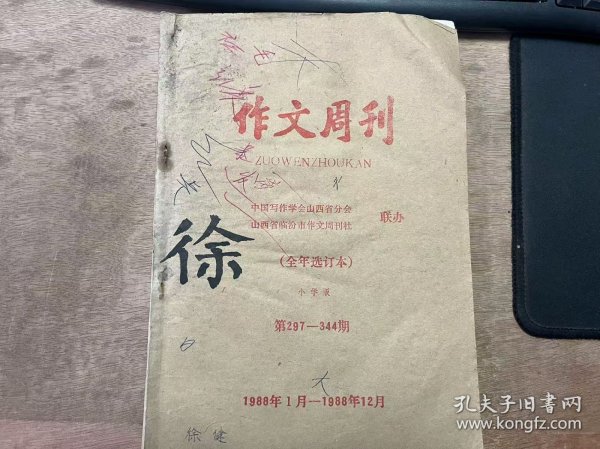 作文周刊
ZUOWENZHOUKAN
中国写作学会山西省分会
山西省临汾市作文周刊社
联办
(全年选订本)
小学版
第297—344期
1988年1月—1988年12月
徐
大
徐健
孔夫子旧书网
www.kongfz.com